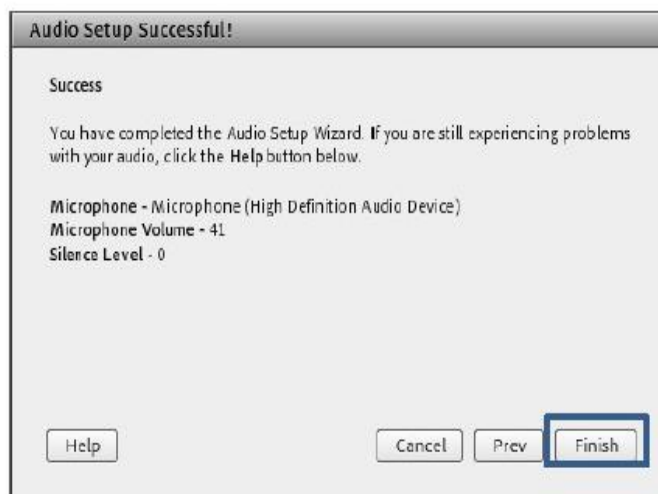 Audio Setup Successful!
Success
You have completed the Audio Setup Wizard. If you are still experiencing problems
with your audio, click the Help button below.
Microphone - Microphone (High Definition Audio Device)
Microphone Volume - 41
Silence Level - 0
Help Cancel Prev Finish